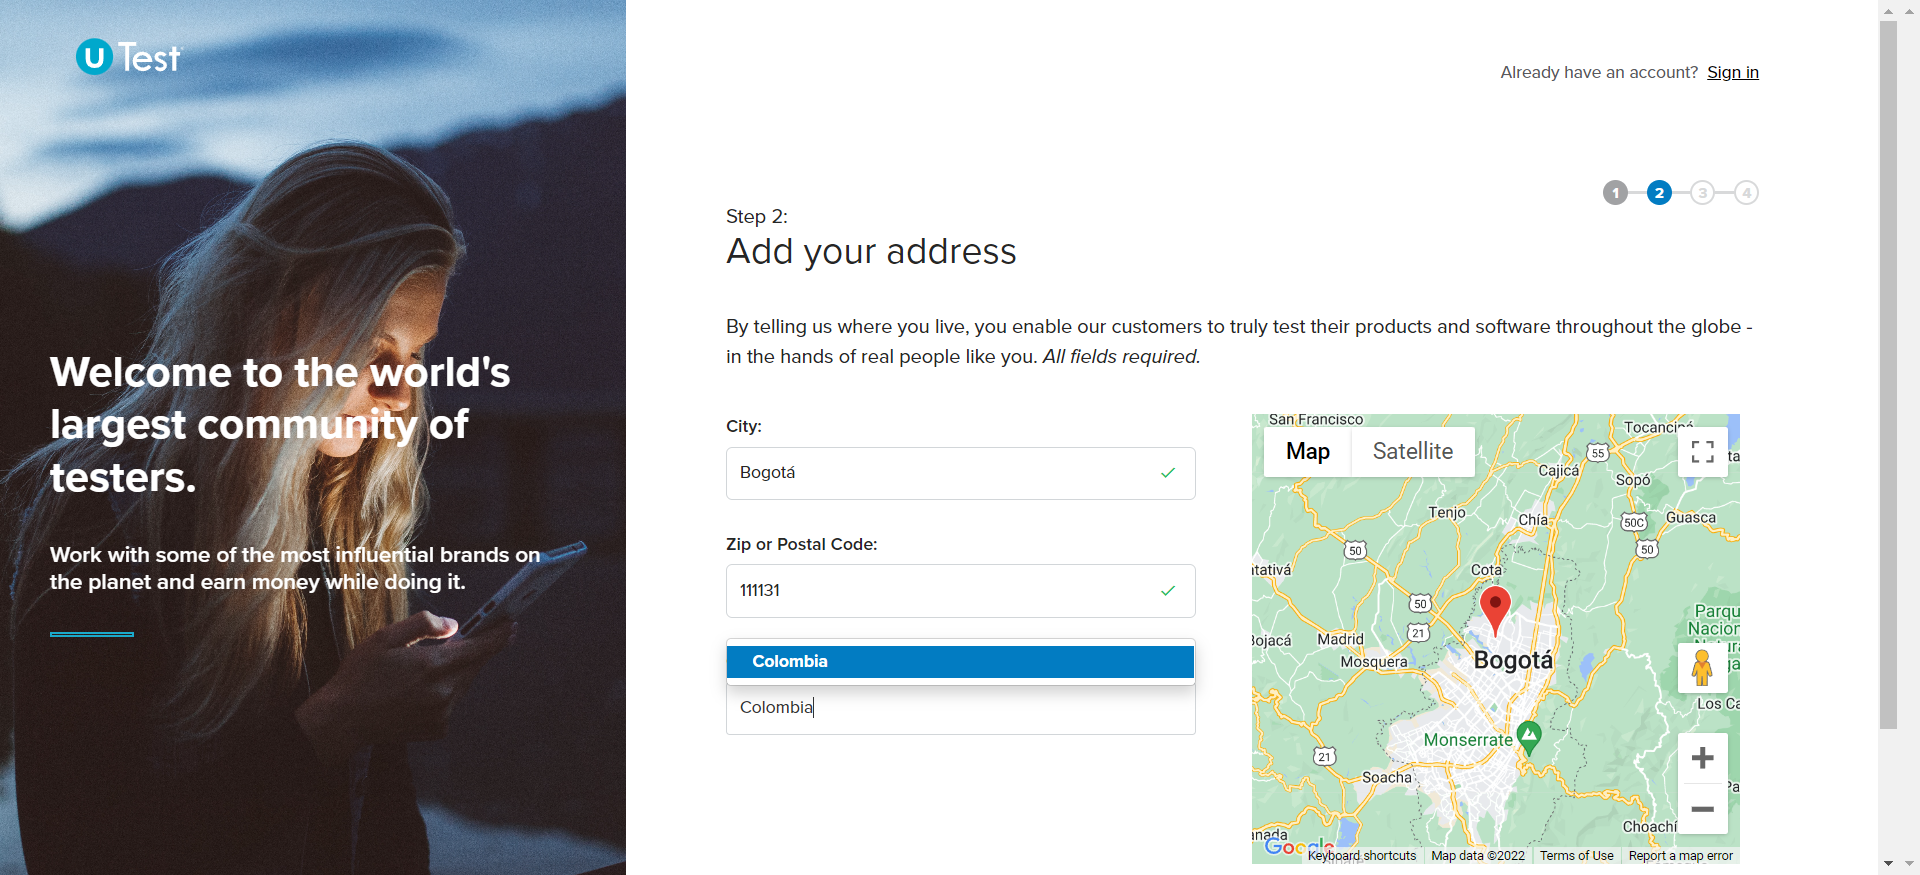 U Test
Welcome to the world's
largest community of
testers.
Work with some of the most influential brands on
the planet and earn money while doing it.
Already have an account? Sign in
1 2 3 4
Step 2:
Add your address
By telling us where you live, you enable our customers to truly test their products and software throughout the globe -
in the hands of real people like you. All fields required.
City:
Bogotá
Zip or Postal Code:
111131
Colombia
Colombia
San Francisco
Tocancipá
Map
Satellite
55
Cajicá
Sopó
Tenjo
Chía
50C
Guasca
50
50
Cota
50
21
Madrid
Mosquera
Bogotá
Monserrate
21
Soacha
Choachí
Google
Keyboard shortcuts
Map data ©2022
Terms of Use
Report a map error